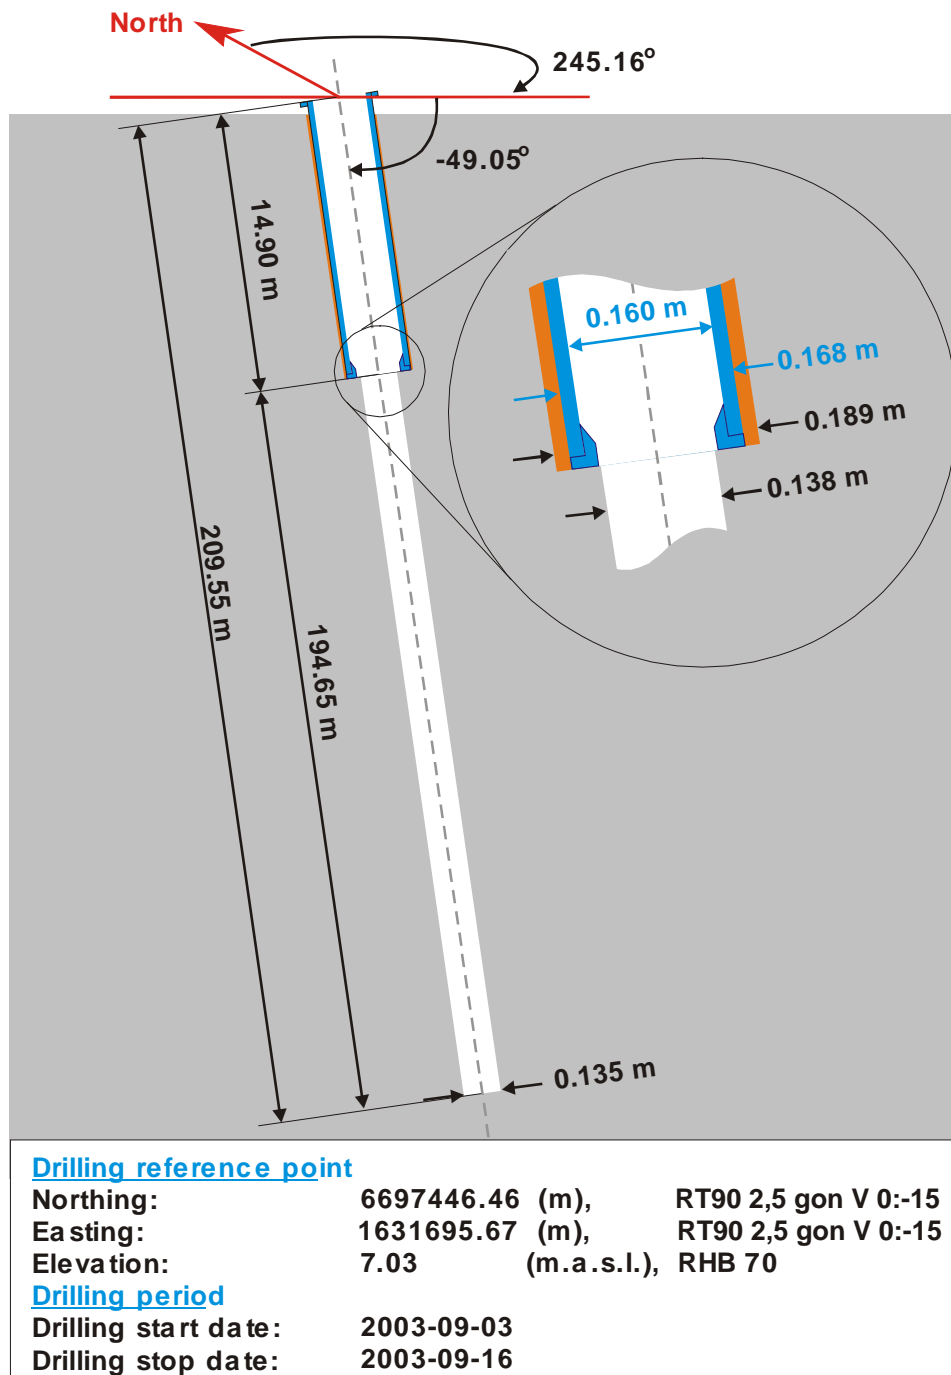 North
245.16°
-49.05°
14.90 m
0.160 m
0.168 m
0.189 m
0.138 m
209.55 m
194.65 m
0.135 m
Drilling reference point
Northing: 6697446.46 (m), RT90 2,5 gon V 0:-15
Easting: 1631695.67 (m), RT90 2,5 gon V 0:-15
Elevation: 7.03 (m.a.s.l.), RHB 70
Drilling period
Drilling start date: 2003-09-03
Drilling stop date: 2003-09-16